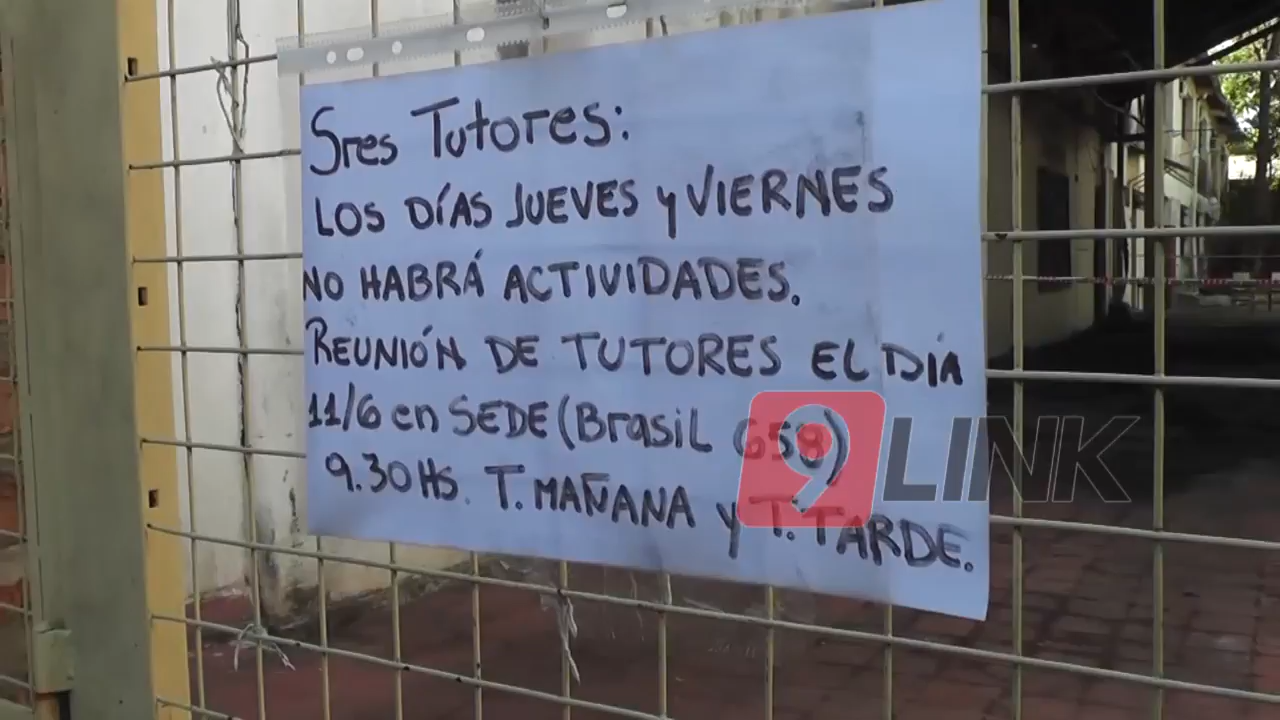 Sres Tutores:
LOS DÍAS JUEVES y VIERNES
NO HABRÁ ACTIVIDADES.
REUNIÓN DE TUTORES EL DÍA
11/6 en SEDE (Brasil 658)
9.30 HS. T. MAÑANA y T. TARDE.
9 LINK